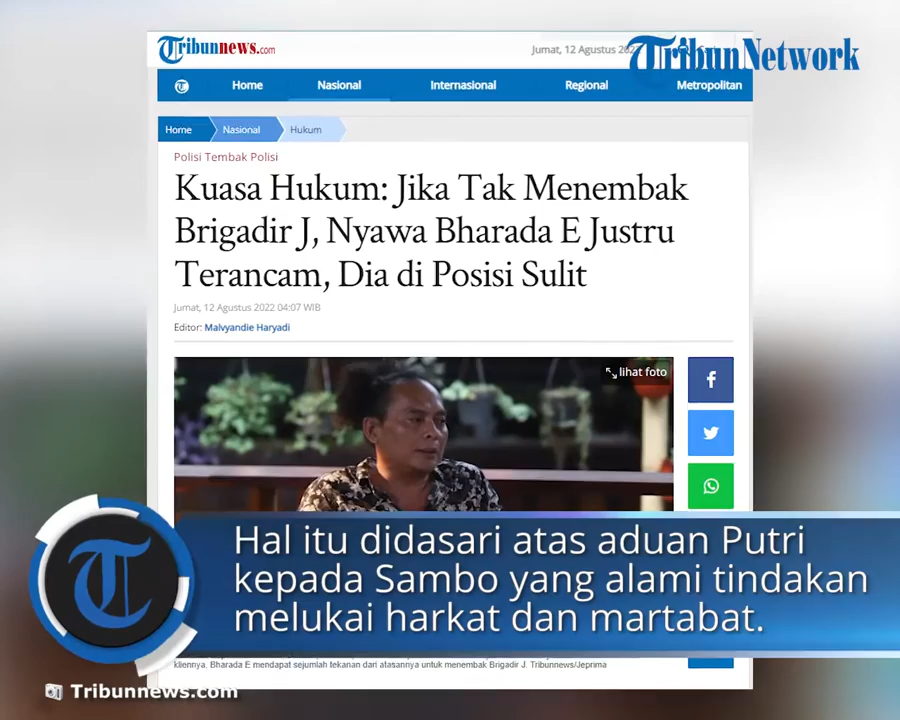 Tribunnews.com
Jumat, 12 Agustus
TribunNetwork
Home Nasional Internasional Regional Metropolitan
Home Nasional Hukum
Polisi Tembak Polisi
Kuasa Hukum: Jika Tak Menembak
Brigadir J, Nyawa Bharada E Justru
Terancam, Dia di Posisi Sulit
Jumat, 12 Agustus 2022 04:07 WIB
Editor: Malvyandie Haryadi
lihat foto
Hal itu didasari atas aduan Putri
kepada Sambo yang alami tindakan
melukai harkat dan martabat.
kliennya. Bharada E mendapat sejumlah tekanan dari atasannya untuk menembak Brigadir J. Tribunnews/Jeprima
Tribunnews.com